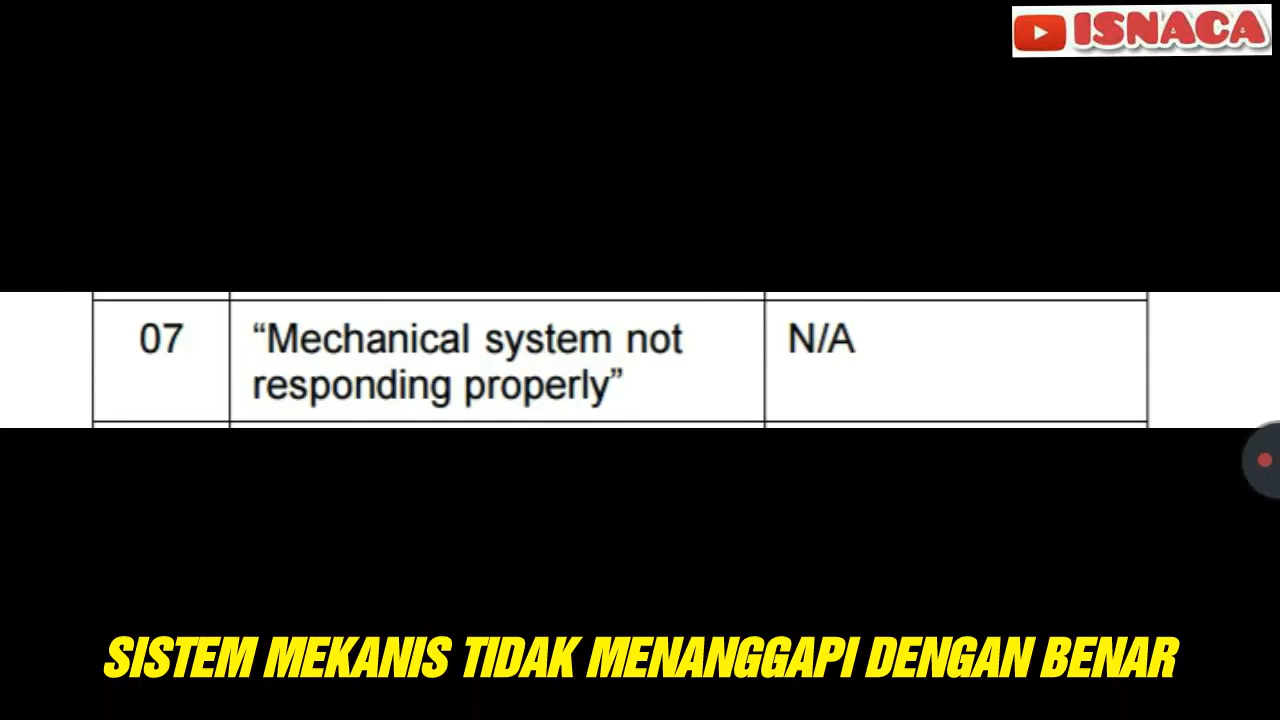 ISNACA
07 “Mechanical system not N/A
responding properly”
SISTEM MEKANIS TIDAK MENANGGAPI DENGAN BENAR